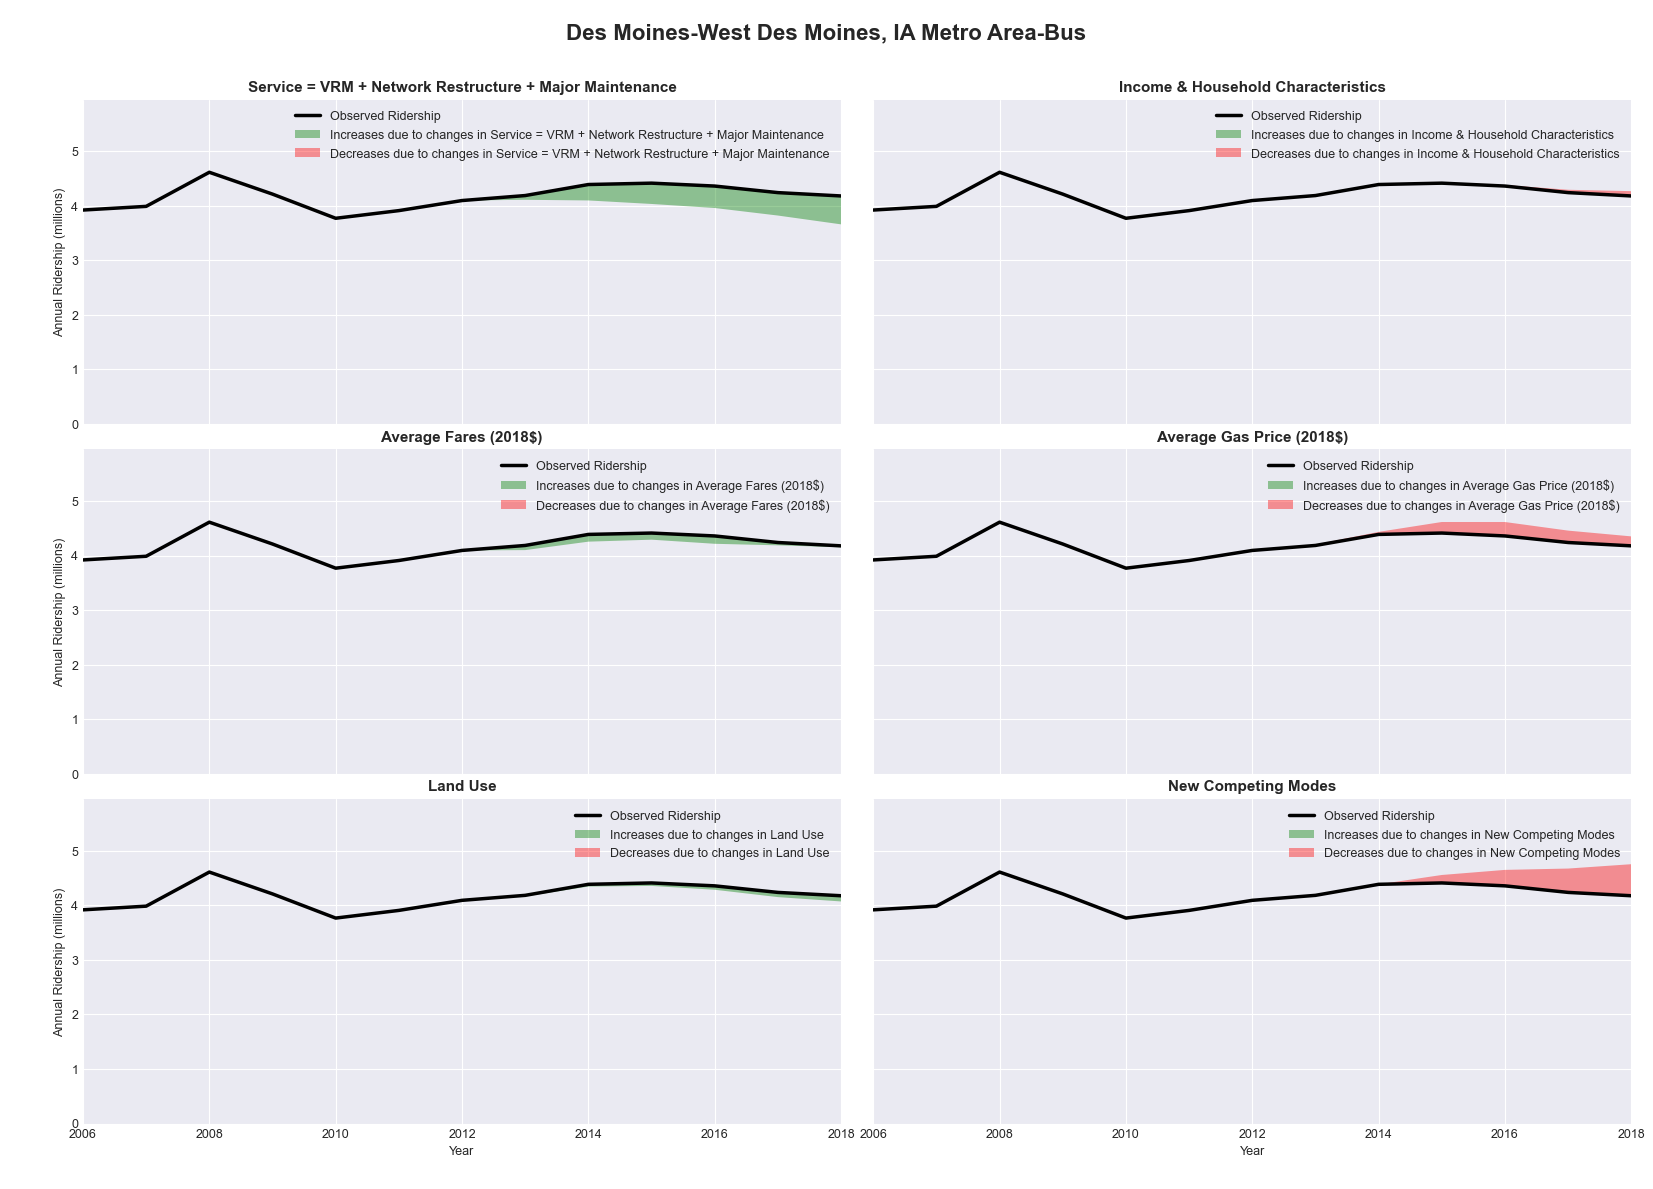 Des Moines-West Des Moines, IA Metro Area-Bus
Service = VRM + Network Restructure + Major Maintenance
Observed Ridership
Increases due to changes in Service = VRM + Network Restructure + Major Maintenance
Decreases due to changes in Service = VRM + Network Restructure + Major Maintenance
5
4
3
2
1
0
Annual Ridership (millions)
Income & Household Characteristics
Observed Ridership
Increases due to changes in Income & Household Characteristics
Decreases due to changes in Income & Household Characteristics
Average Fares (2018$)
Observed Ridership
Increases due to changes in Average Fares (2018$)
Decreases due to changes in Average Fares (2018$)
5
4
3
2
1
0
Annual Ridership (millions)
Average Gas Price (2018$)
Observed Ridership
Increases due to changes in Average Gas Price (2018$)
Decreases due to changes in Average Gas Price (2018$)
Land Use
Observed Ridership
Increases due to changes in Land Use
Decreases due to changes in Land Use
5
4
3
2
1
0
Annual Ridership (millions)
2006 2008 2010 2012 2014 2016 2018
Year
New Competing Modes
Observed Ridership
Increases due to changes in New Competing Modes
Decreases due to changes in New Competing Modes
2006 2008 2010 2012 2014 2016 2018
Year